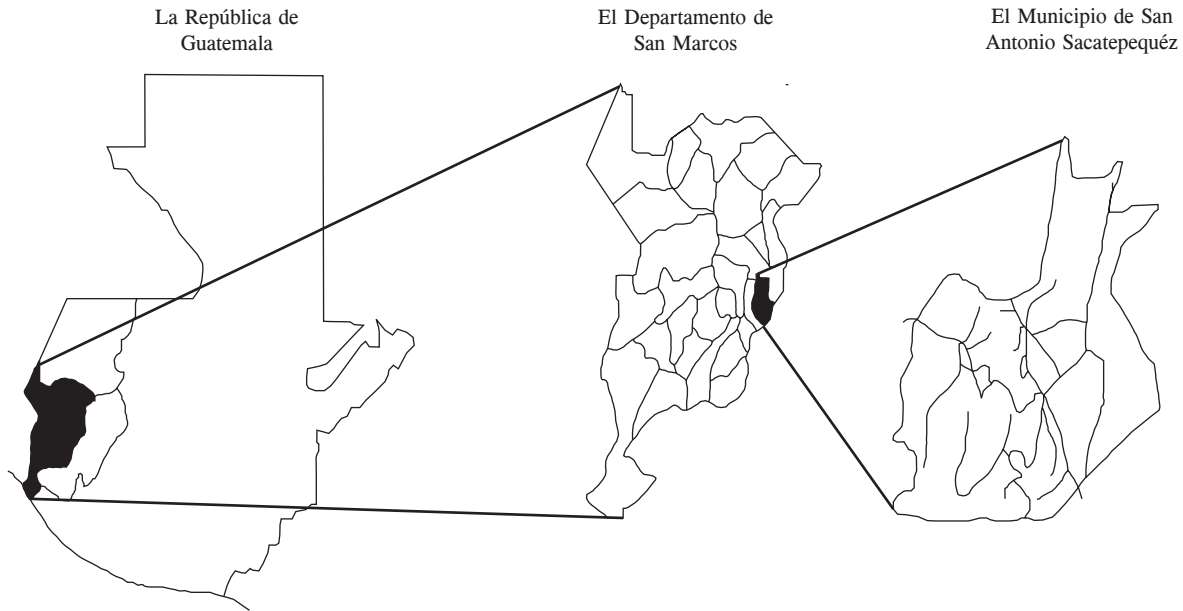 La República de
Guatemala
El Departamento de
San Marcos
El Municipio de San
Antonio Sacatepequéz